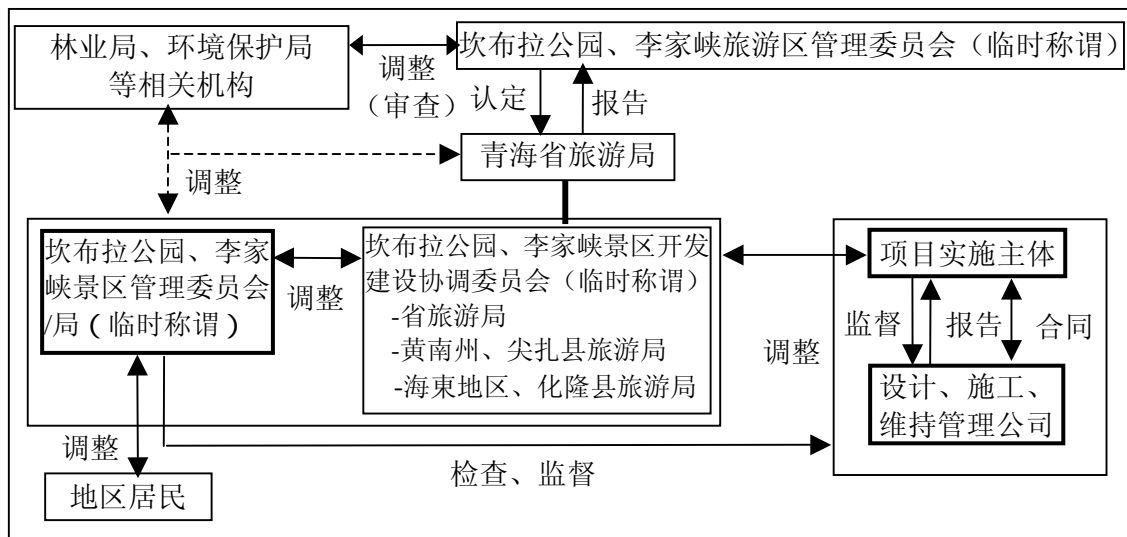 林业局、环境保护局
等相关机构
坎布拉公园、李家峡旅游区管理委员会（临时称谓）
调整
（审查）
认定
报告
青海省旅游局
调整
坎布拉公园、李家
峡景区管理委员会
/局（临时称谓）
调整
坎布拉公园、李家峡景区开发
建设协调委员会（临时称谓）
-省旅游局
-黄南州、尖扎县旅游局
-海東地区、化隆县旅游局
调整
项目实施主体
监督
报告
合同
设计、施工、
维持管理公司
调整
检查、监督
地区居民